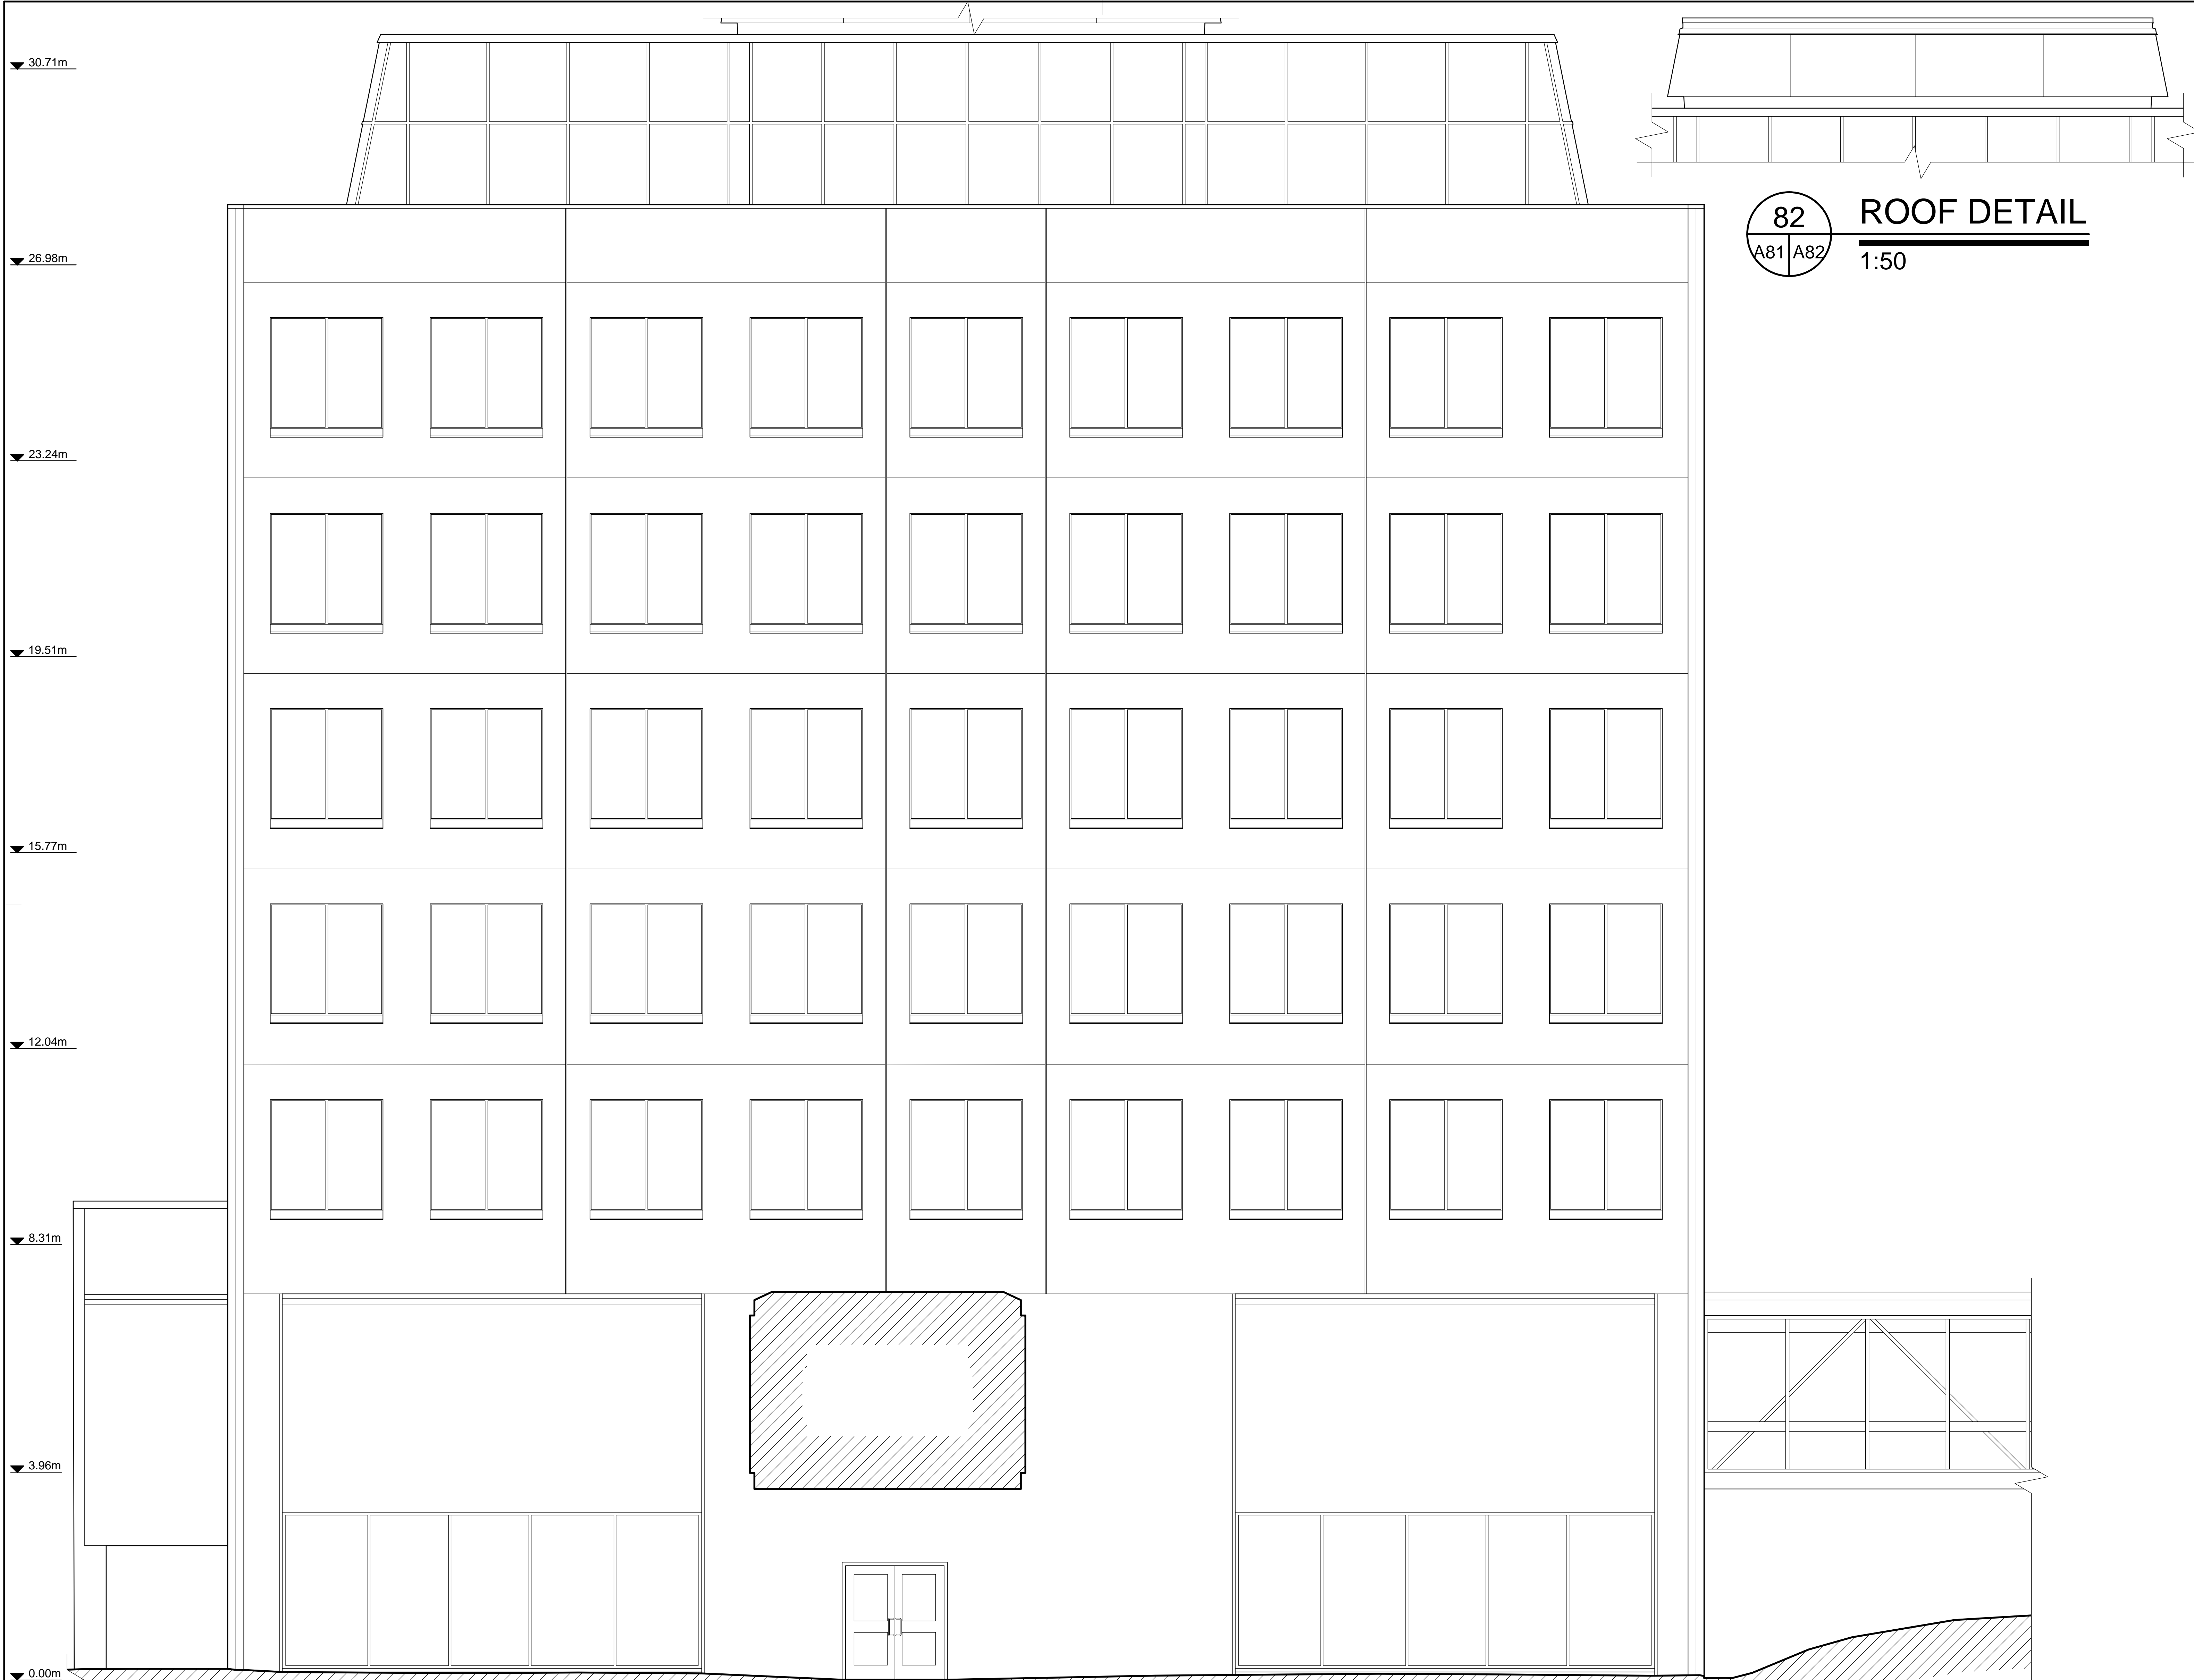 30.71m
82
ROOF DETAIL
A81 A82
1:50
26.98m
23.24m
19.51m
15.77m
12.04m
8.31m
3.96m
0.00m